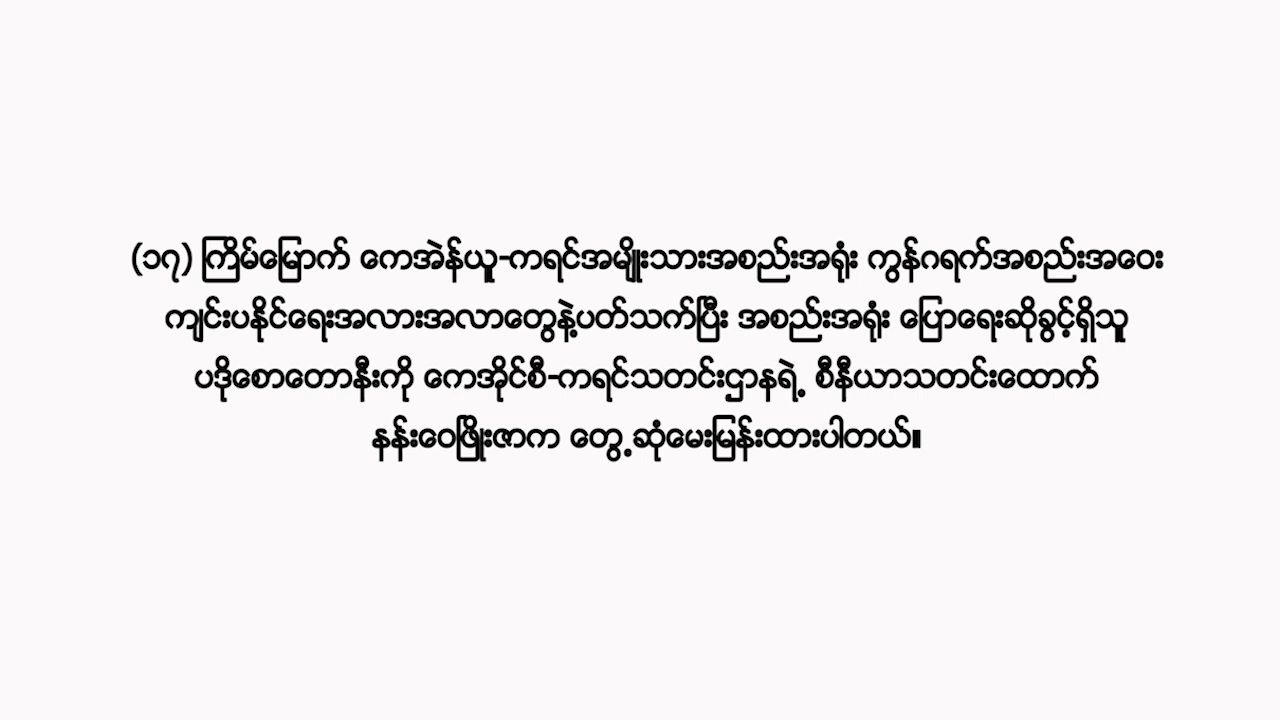 (၁၇) ကြိမ်မြောက် ကေအဲန်ယူ-ကရင်အမျိုးသားအစည်းအရုံး ကွန်ဂရက်အစည်းအဝေး
ကျင်းပနိုင်ရေးအလားအလာတွေနဲ့ပတ်သက်ပြီး အစည်းအရုံး ပြောရေးဆိုခွင့်ရှိသူ
ပဒိုစောတောနီးကို ကေအိုင်စီ-ကရင်သတင်းဌာနရဲ့ စီနီယာသတင်းထောက်
နန်းဝေဖြိုးဇာက တွေ့ဆုံမေးမြန်းထားပါတယ်။